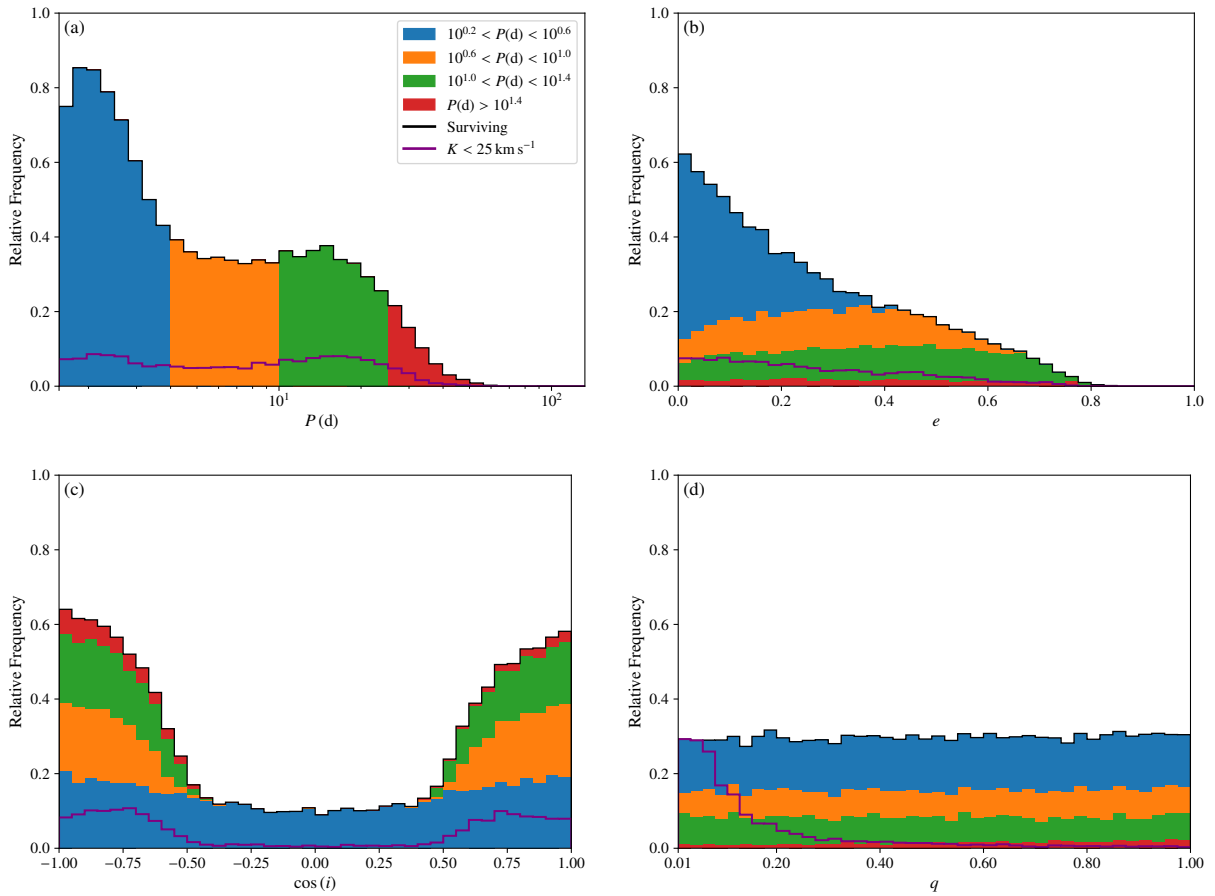 (a)
1.0
0.8
0.6
0.4
0.2
0.0
Relative Frequency
10^{0.2} < P(d) < 10^{0.6}
10^{0.6} < P(d) < 10^{1.0}
10^{1.0} < P(d) < 10^{1.4}
P(d) > 10^{1.4}
Surviving
K < 25 km s^{−1}
10^1
10^2
P (d)
(b)
1.0
0.8
0.6
0.4
0.2
0.0
Relative Frequency
0.0 0.2 0.4 0.6 0.8 1.0
e
(c)
1.0
0.8
0.6
0.4
0.2
0.0
Relative Frequency
−1.00 −0.75 −0.50 −0.25 0.00 0.25 0.50 0.75 1.00
cos (i)
(d)
1.0
0.8
0.6
0.4
0.2
0.0
Relative Frequency
0.01 0.20 0.40 0.60 0.80 1.00
q